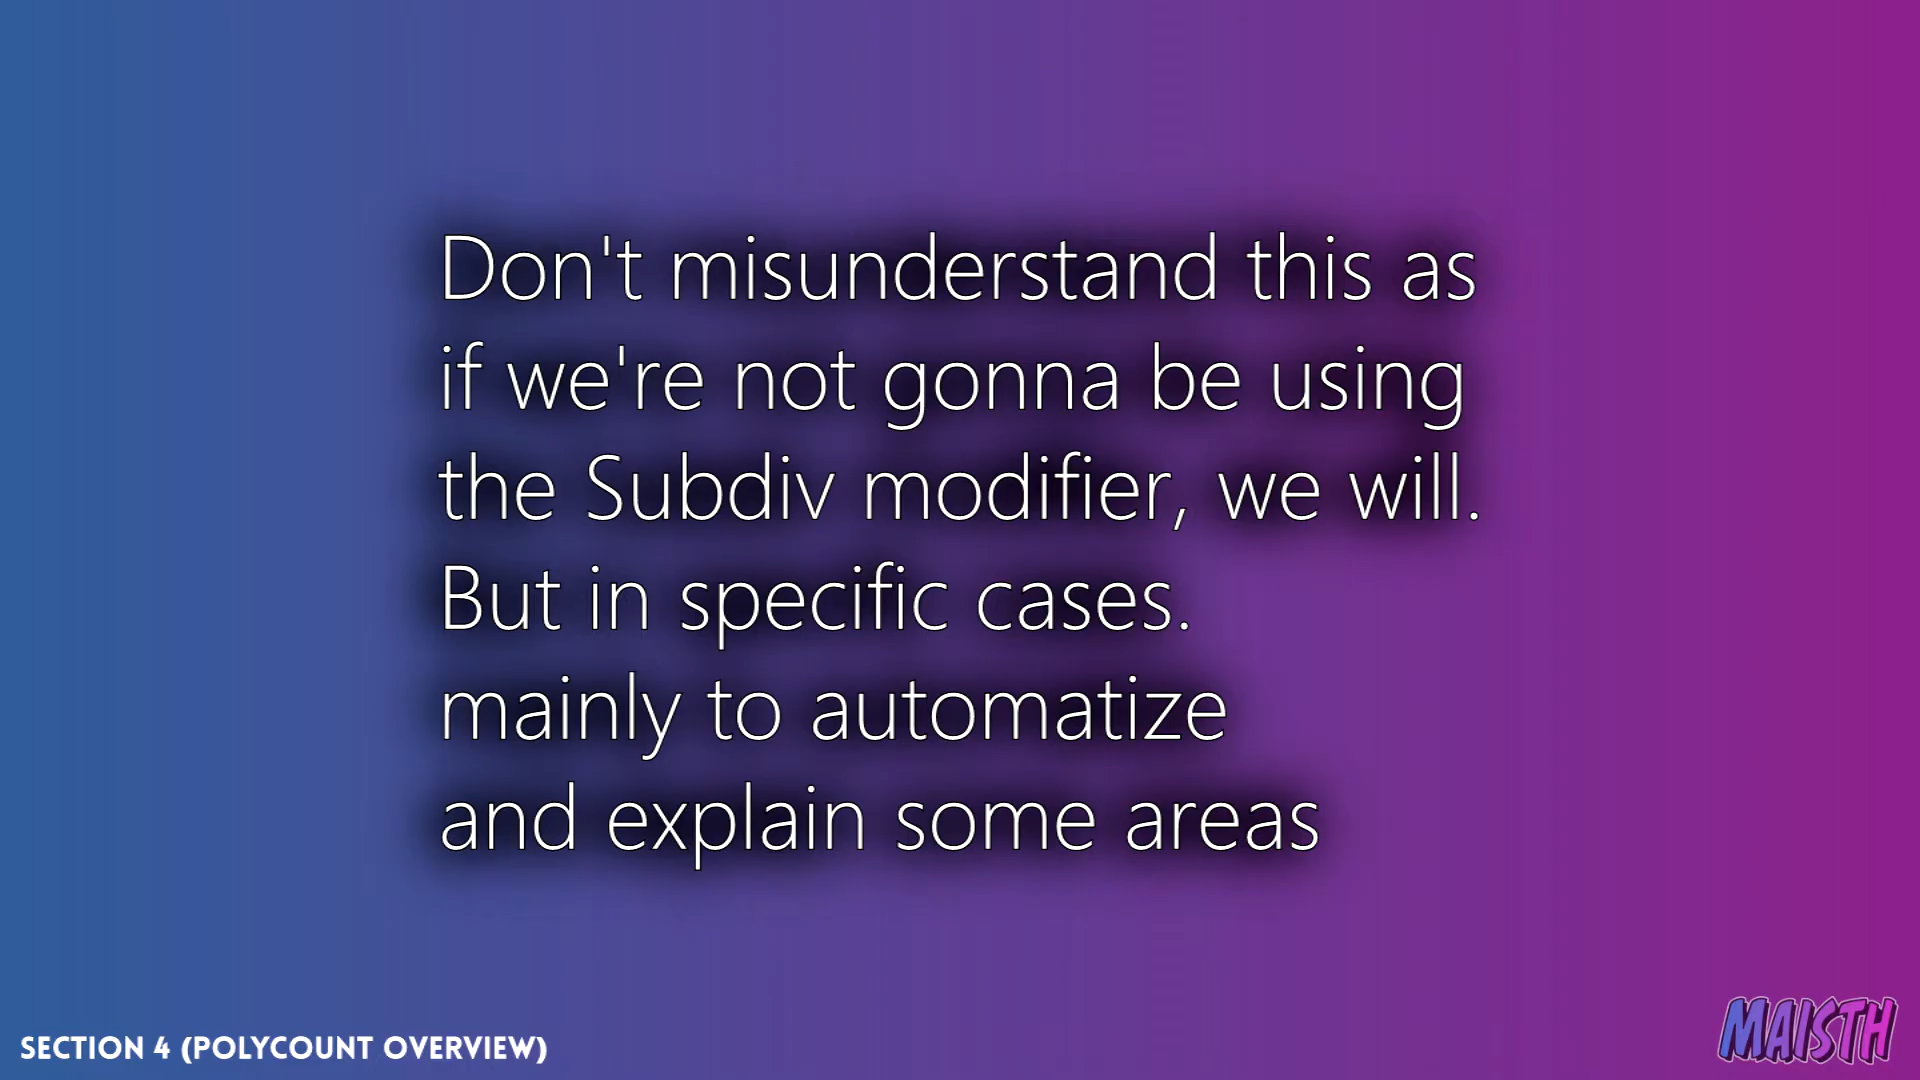 Don't misunderstand this as
if we're not gonna be using
the Subdiv modifier, we will.
But in specific cases.
mainly to automatize
and explain some areas
SECTION 4 (POLYCOUNT OVERVIEW)
MAISTH